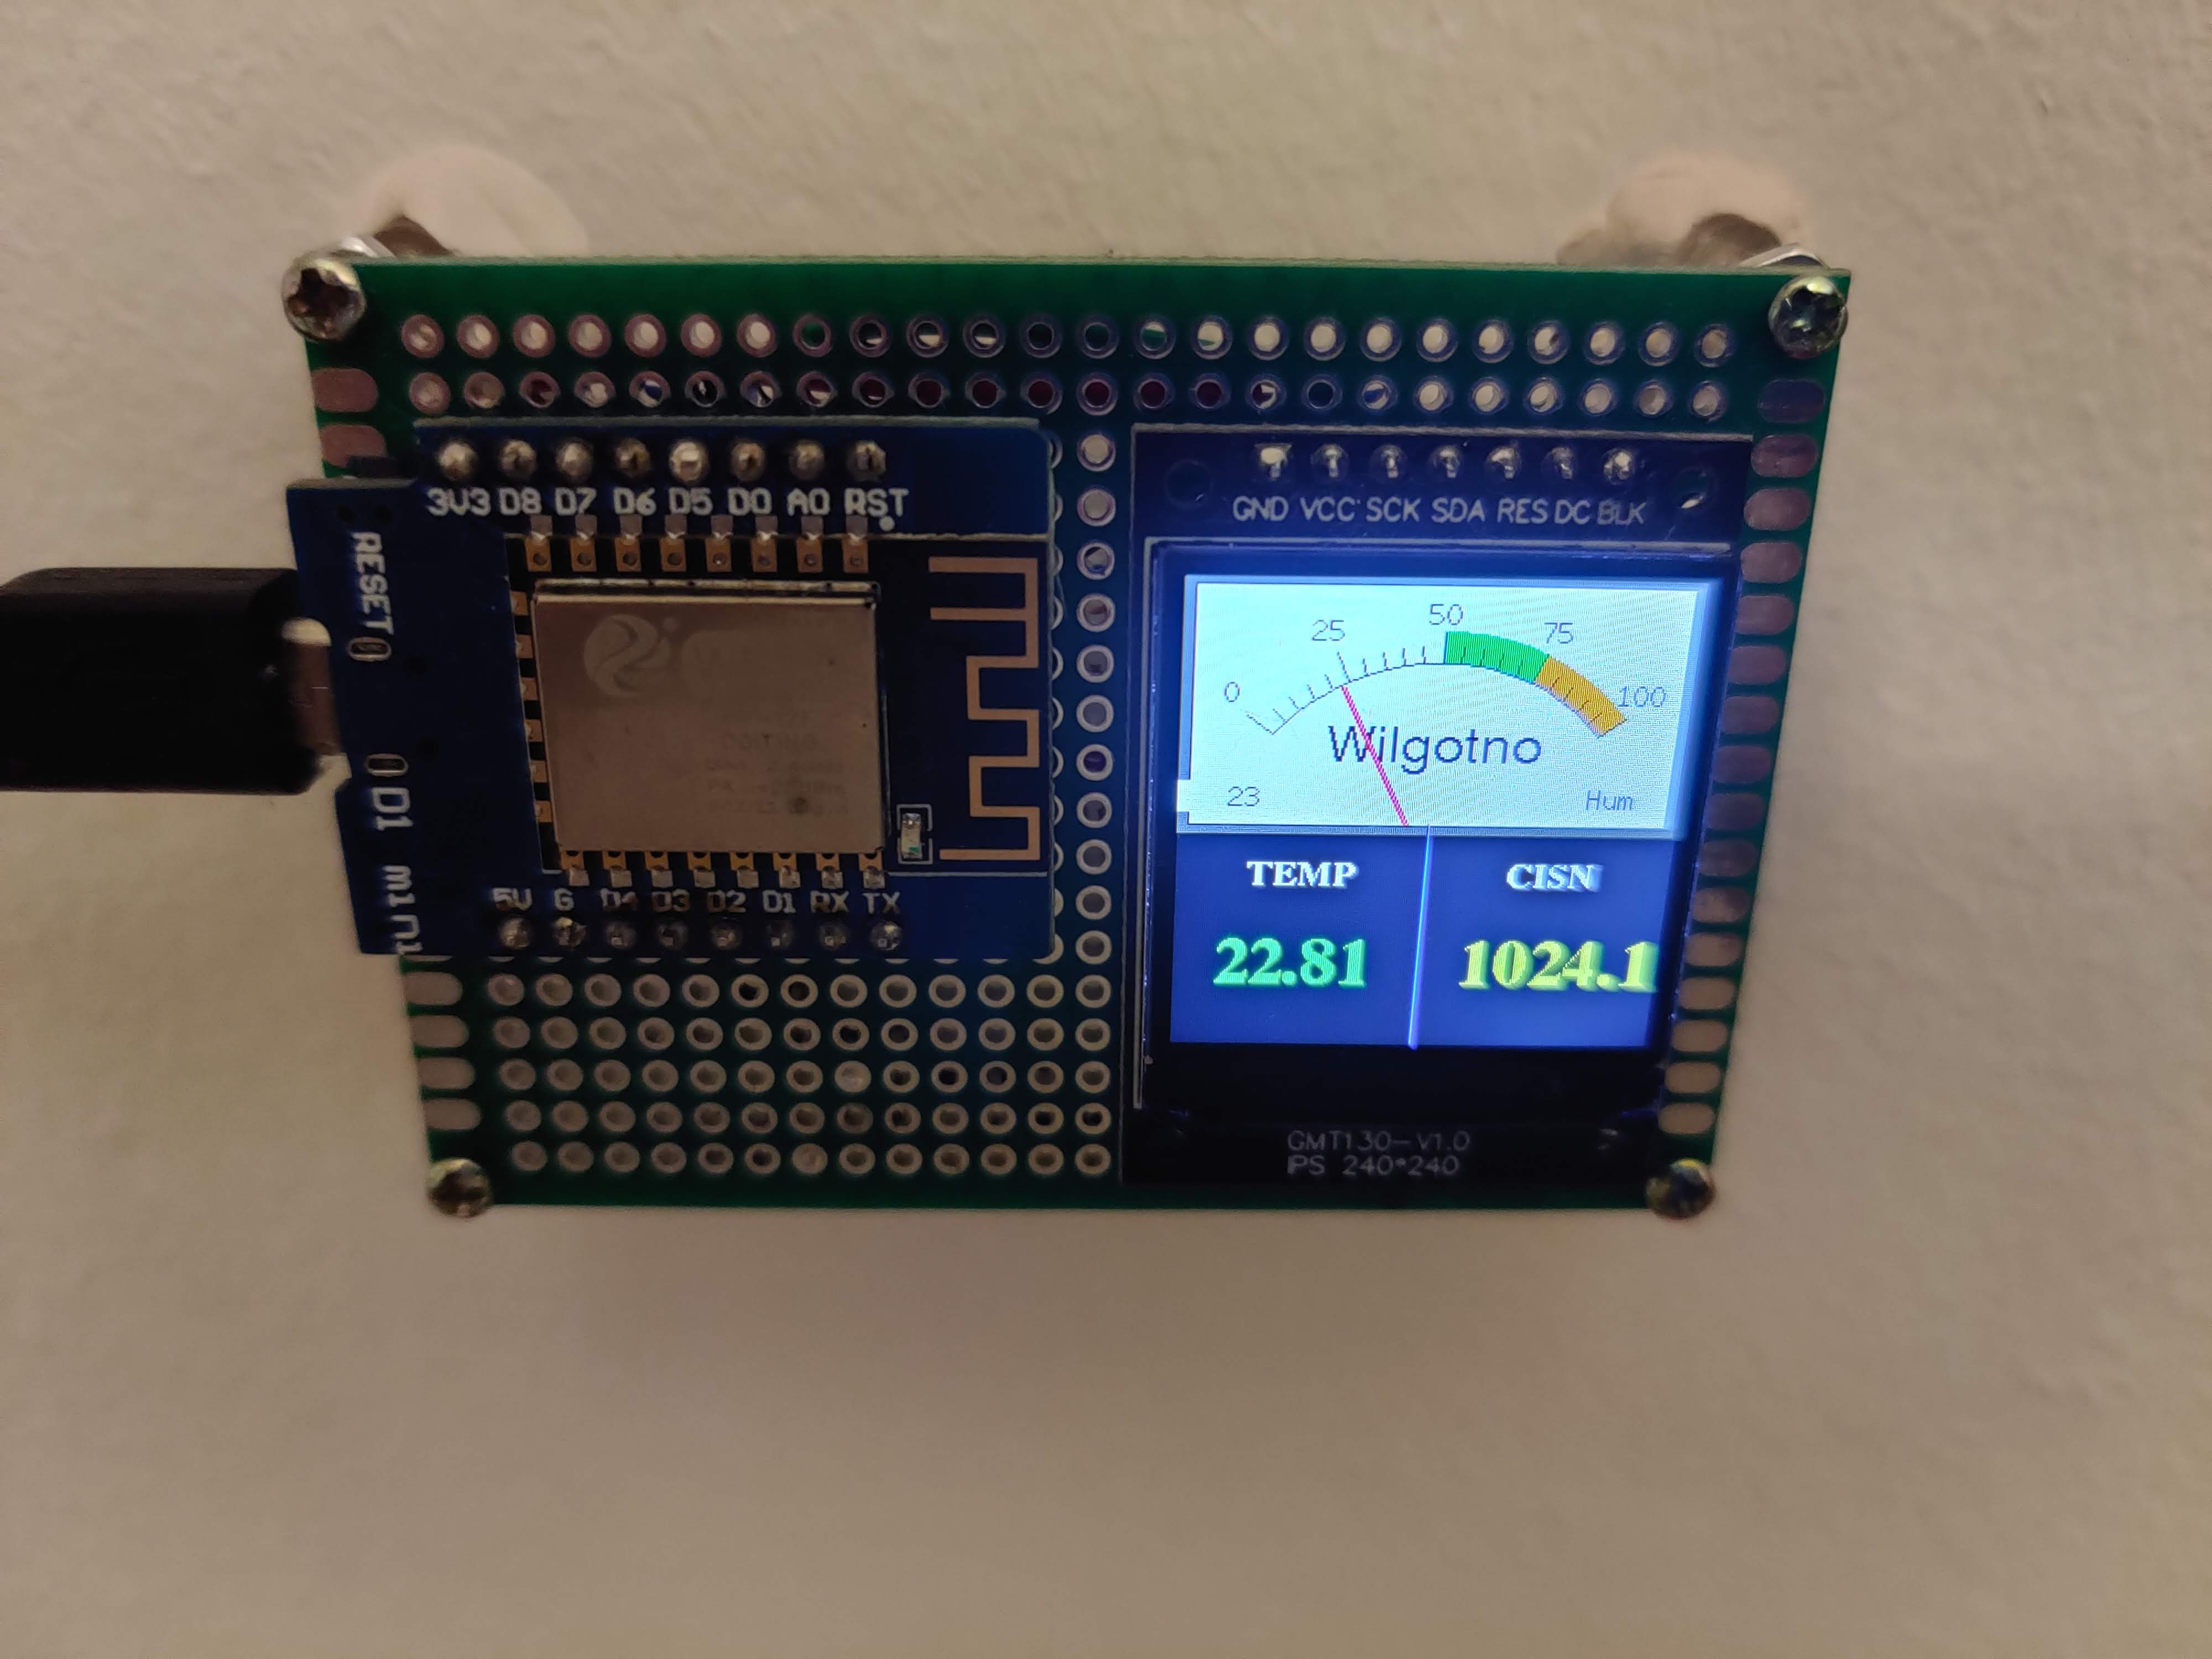 3V3 D8 D7 D6 D5 D0 A0 RST
RESET
D1 mini
5V G D4 D3 D2 D1 RX TX
GND VCC SCK SDA RES DC BLK
0 25 50 75 100
Wilgotno
23 Hum
TEMP CISN
22.81 1024.1
GMT130-V1.0
IPS 240*240